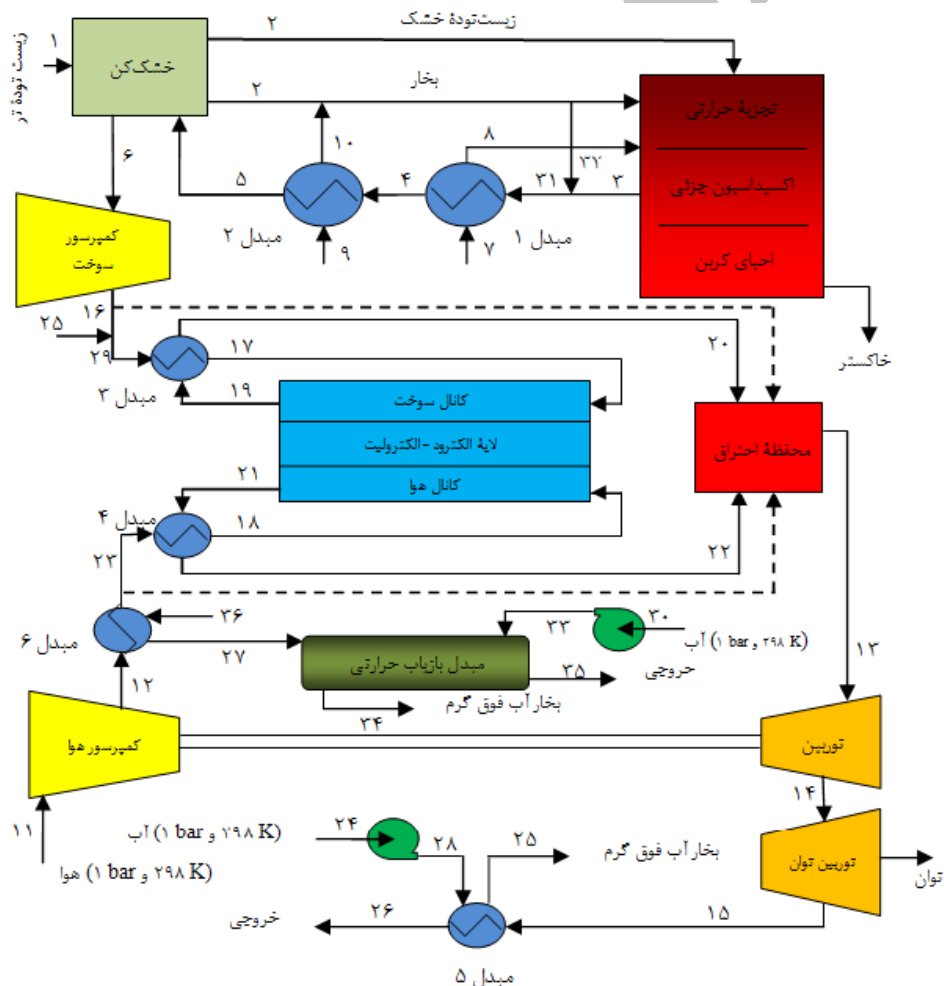 ۲
زیست‌تودهٔ خشک
۱
زیست تودهٔ تر
خشک‌کن
۲
بخار
تجزیهٔ حرارتی
۱۰
۸
۳۲
۶
۵
۴
۳۱
۳
اکسیداسیون جزئی
کمپرسور
سوخت
مبدل ۲
۹
۷
مبدل ۱
احیای کربن
۱۶
۲۵
۲۹
۱۷
۲۰
خاکستر
مبدل ۳
۱۹
کانال سوخت
لایهٔ الکترود-الکترولیت
کانال هوا
محفظهٔ احتراق
۲۱
مبدل ۴
۱۸
۲۳
۲۲
۳۶
۳۳
۳۰
آب (۱ bar و ۲۹۸ K)
مبدل ۶
۲۷
مبدل بازیاب حرارتی
۳۵
خروجی
۱۳
۱۲
۳۴
بخار آب فوق گرم
کمپرسور هوا
توربین
۱۴
۱۱
آب (۱ bar و ۲۹۸ K)
۲۴
۲۸
۲۵
بخار آب فوق گرم
هوا (۱ bar و ۲۹۸ K)
توربین توان
توان
خروجی
۲۶
۱۵
مبدل ۵